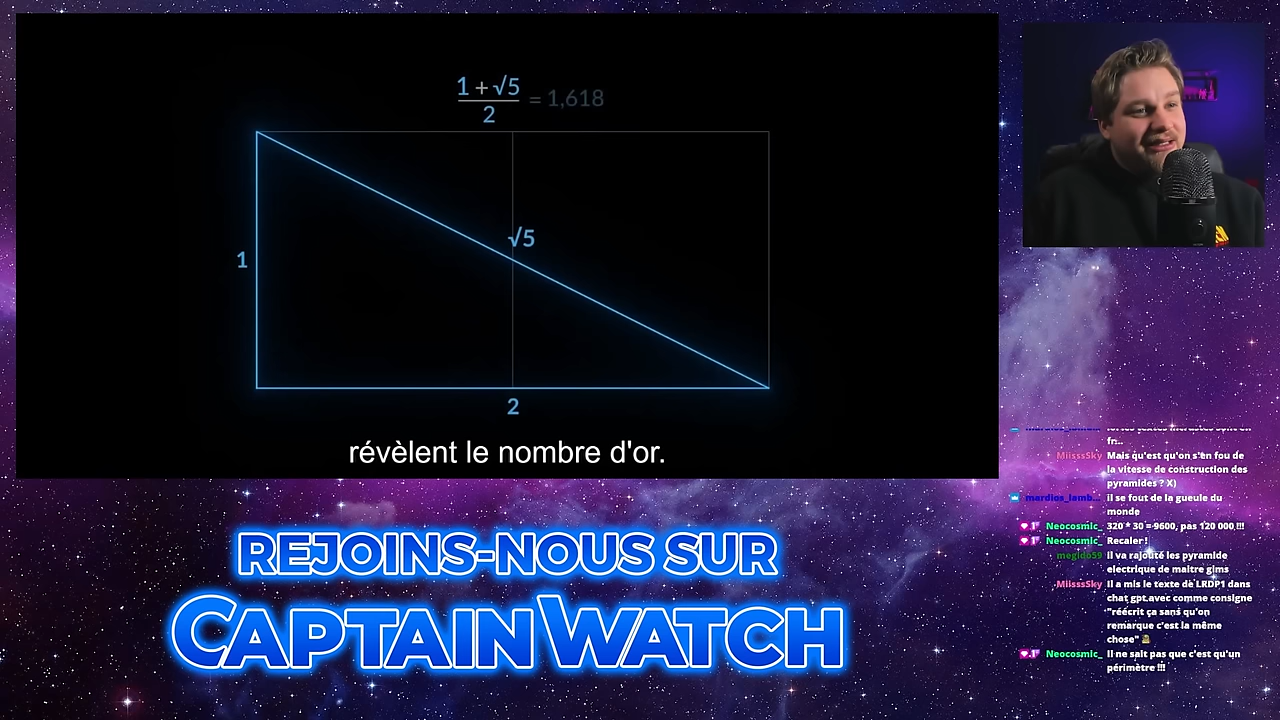 1 + √5
2
= 1,618
√5
1
2
révèlent le nombre d'or.
REJOINS-NOUS SUR
CAPTAINWATCH
fr...
MiisssSky Mais qu'est qu'on s'en fou de
la vitesse de construction des
pyramides ? X)
mardios_lamb... il se fout de la gueule du
monde
Neocosmic_ 320 * 30 = 9600, pas 120 000 !!!
Neocosmic_ Recaler !
megido59 Il va rajouté les pyramide
electrique de maitre gims
MiisssSky Il a mis le texte de LRDP1 dans
chat gpt avec comme consigne
"réécrit ça sans qu'on
remarque c'est la même
chose"
Neocosmic_ Il ne sait pas que c'est qu'un
périmètre !!!